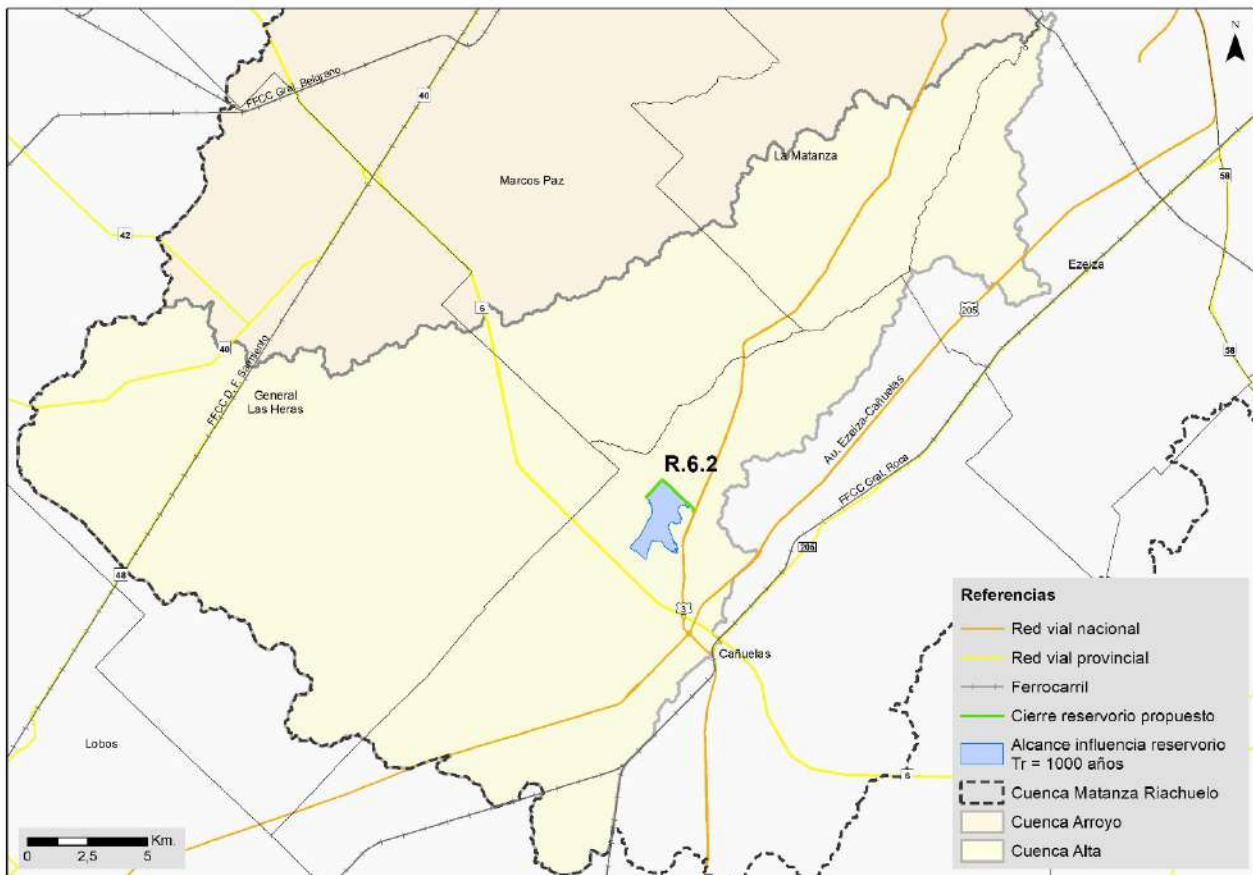 N
FFCC Gral. Belgrano
40
La Matanza
Marcos Paz
58
42
Ezeiza
6
205
40
58
FFCC D. F. Sarmiento
General
Las Heras
Au. Ezeiza-Cañuelas
R.6.2
FFCC Gral. Roca
205
48
3
Cañuelas
Lobos
6
Referencias
Red vial nacional
Red vial provincial
Ferrocarril
Cierre reservorio propuesto
Alcance influencia reservorio
Tr = 1000 años
Cuenca Matanza Riachuelo
Cuenca Arroyo
Cuenca Alta
Km.
0 2,5 5